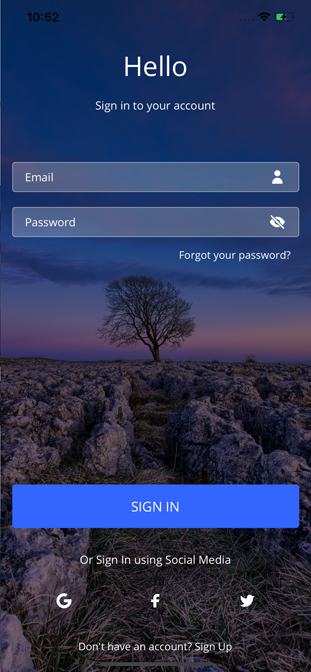 10:52
Hello
Sign in to your account
Email
Password
Forgot your password?
SIGN IN
Or Sign In using Social Media
Don't have an account? Sign Up